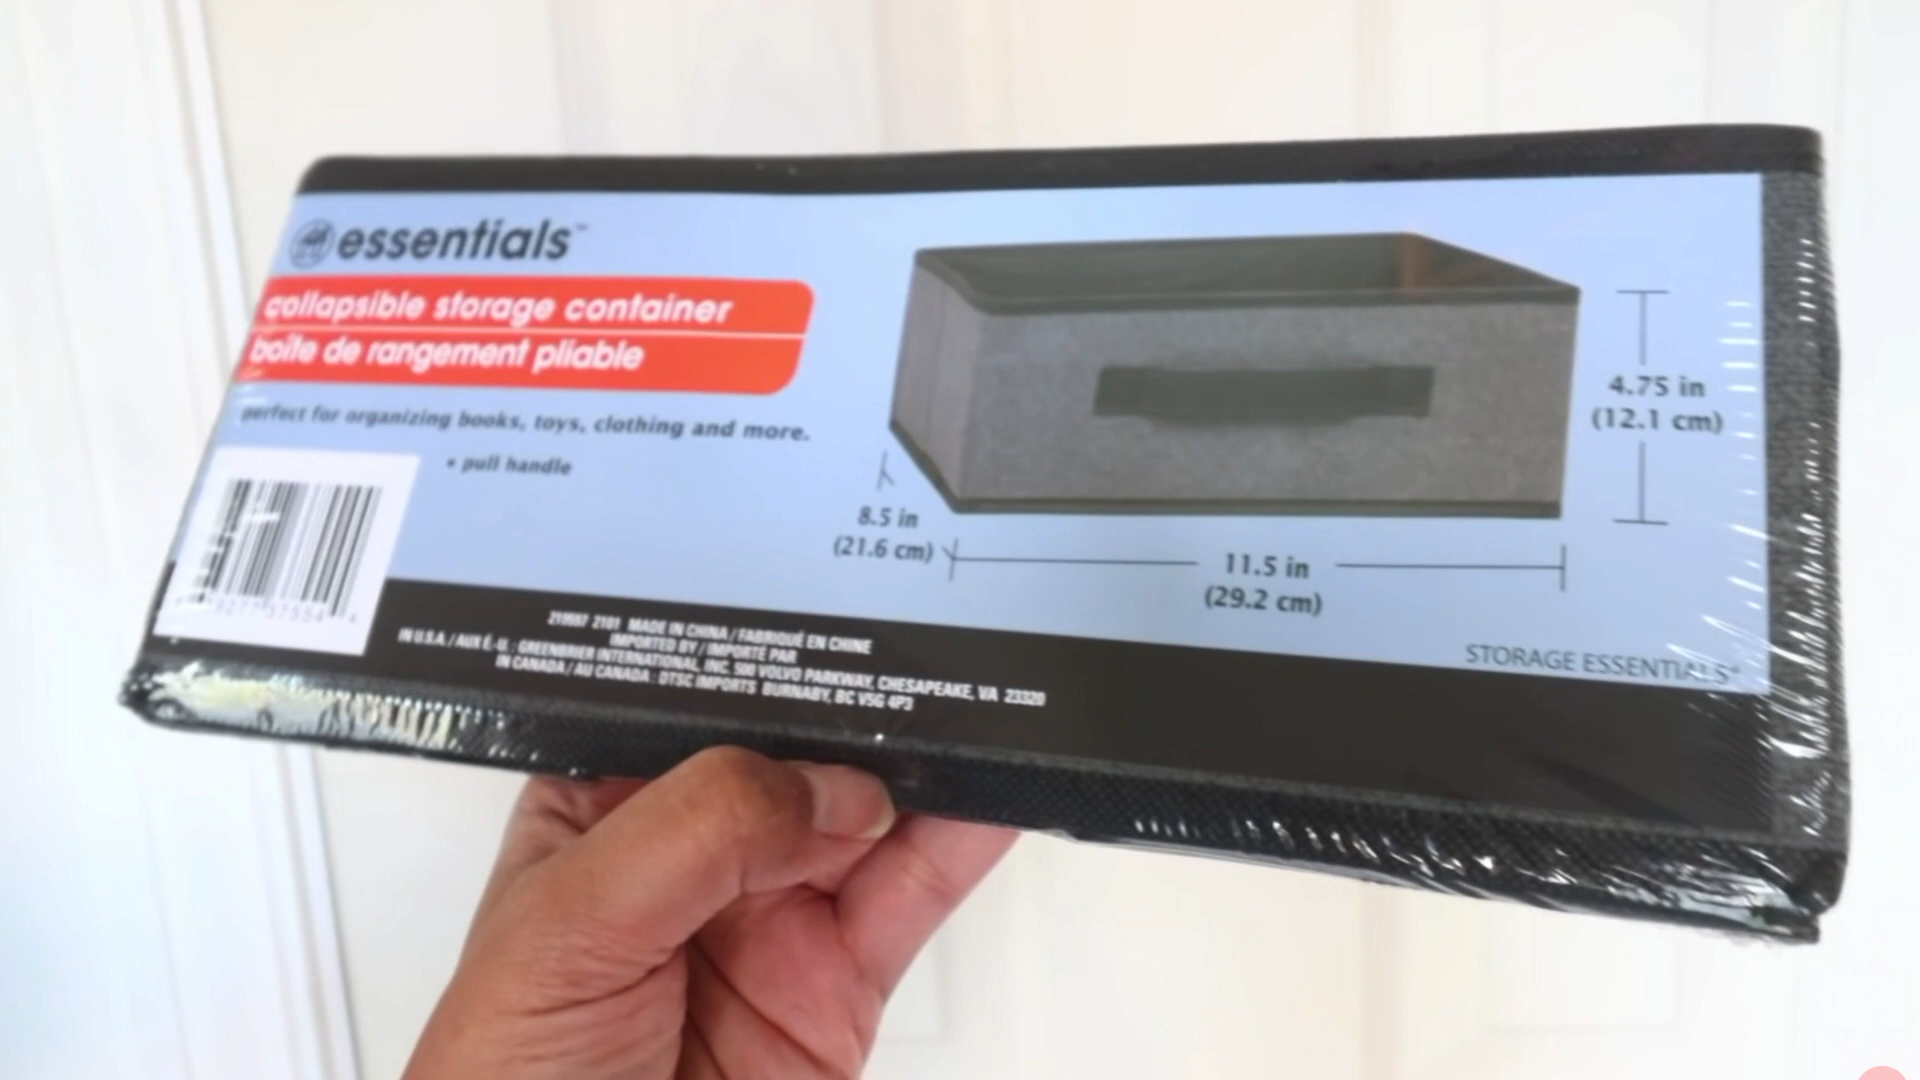 essentials™
collapsible storage container
boîte de rangement pliable
perfect for organizing books, toys, clothing and more.
• pull handle
4.75 in
(12.1 cm)
8.5 in
(21.6 cm)
11.5 in
(29.2 cm)
STORAGE ESSENTIALS®
219597 2101 MADE IN CHINA / FABRIQUÉ EN CHINE
IMPORTED BY / IMPORTÉ PAR
IN U.S.A. / AUX É.-U. : GREENBRIER INTERNATIONAL, INC. 500 VOLVO PARKWAY, CHESAPEAKE, VA 23320
IN CANADA / AU CANADA : DTSC IMPORTS BURNABY, BC V5G 4P3